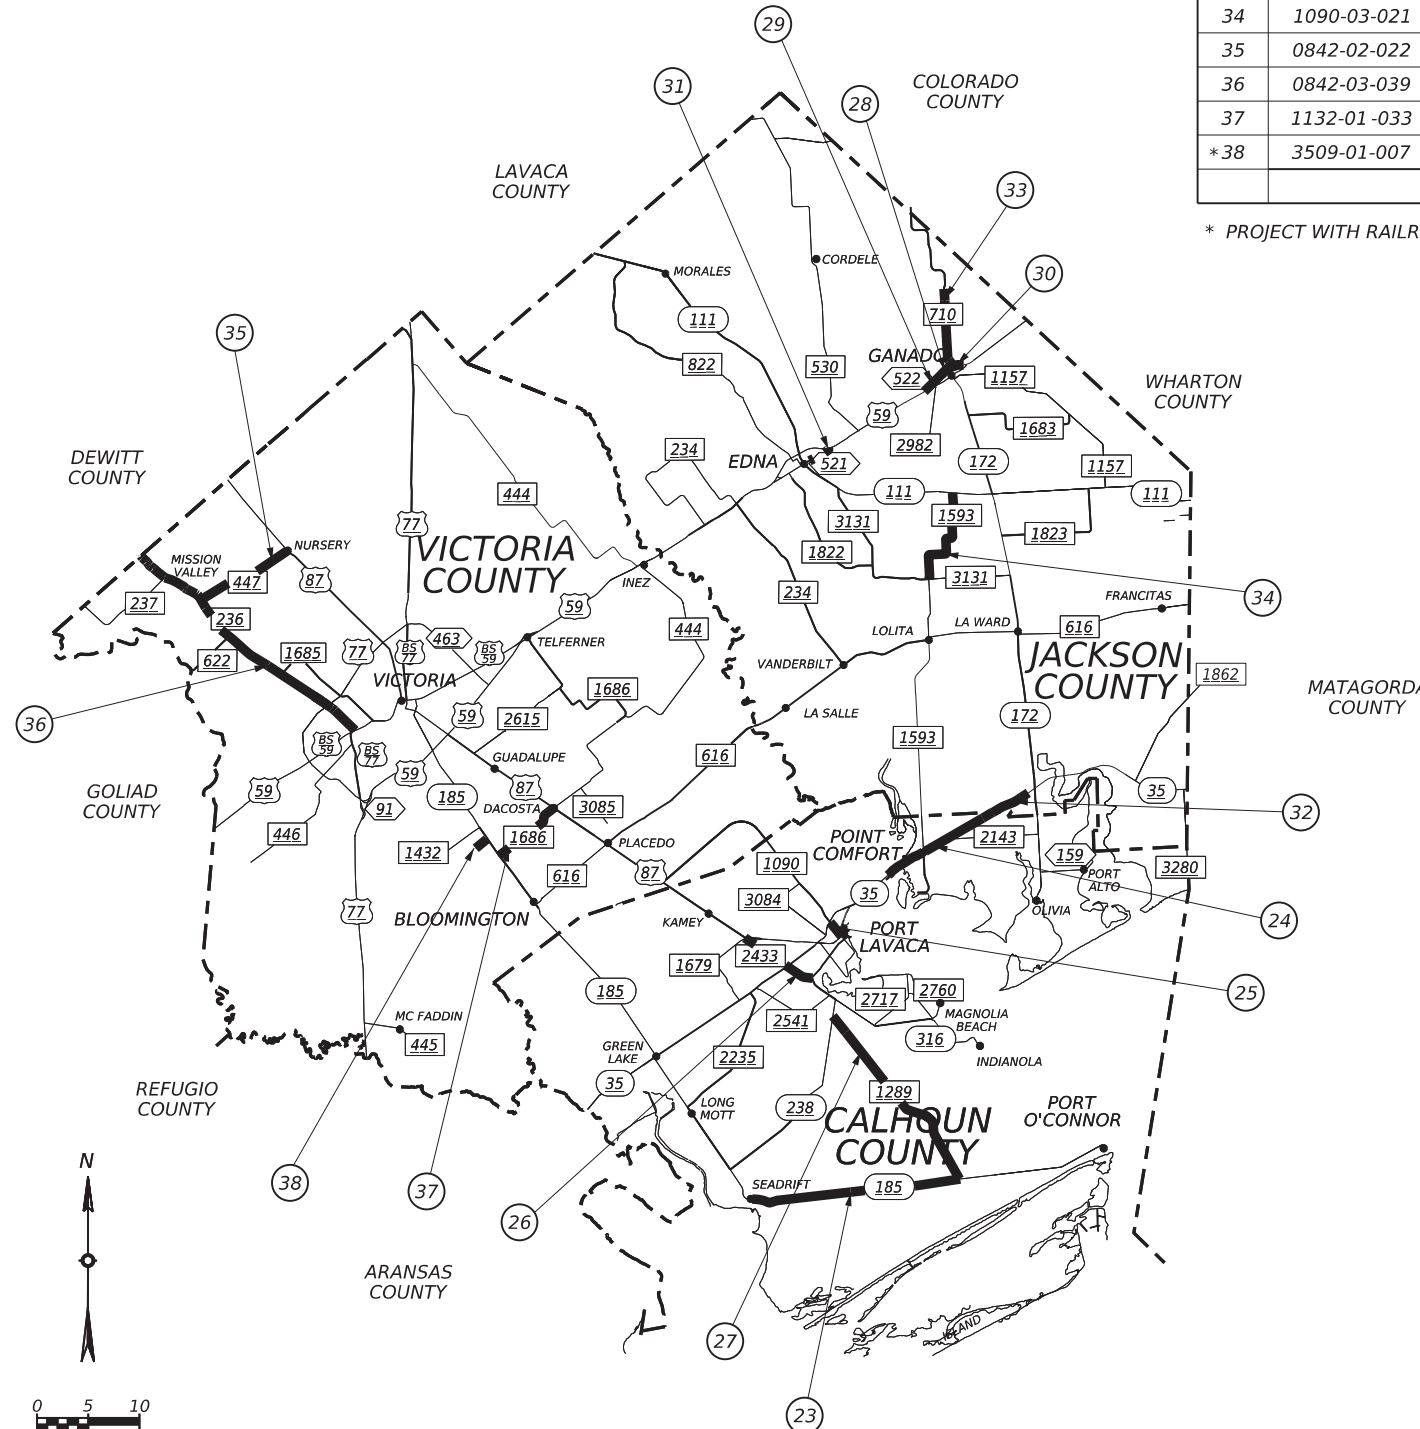 34 1090-03-021
35 0842-02-022
36 0842-03-039
37 1132-01-033
*38 3509-01-007
* PROJECT WITH RAILR
29
31
28
COLORADO
COUNTY
LAVACA
COUNTY
33
CORDELE
MORALES
30
111
710
35
GANADO
822
530
522
1157
WHARTON
COUNTY
59
1683
2982
DEWITT
COUNTY
234
EDNA
521
172
1157
444
111
111
77
3131
1593
1823
NURSERY
VICTORIA
COUNTY
1822
MISSION
VALLEY
INEZ
447
87
3131
234
FRANCITAS
34
237
59
236
444
LOLITA
LA WARD
616
463
TELFERNER
622
1685
77
BS
77
BS
59
VANDERBILT
JACKSON
COUNTY
1862
VICTORIA
1686
MATAGORDA
COUNTY
36
59
2615
LA SALLE
172
BS
59
BS
77
1593
GUADALUPE
616
59
59
87
GOLIAD
COUNTY
185
35
91
DACOSTA
3085
32
446
1686
PLACEDO
POINT
COMFORT
2143
1432
1090
159
616
87
3280
PORT
ALTO
35
3084
77
BLOOMINGTON
KAMEY
OLIVIA
24
PORT
LAVACA
2433
1679
185
2717
2760
25
MC FADDIN
2541
MAGNOLIA
BEACH
445
GREEN
LAKE
316
2235
INDIANOLA
35
REFUGIO
COUNTY
1289
LONG
MOTT
238
CALHOUN
COUNTY
PORT
O'CONNOR
N
38
37
SEADRIFT
185
26
ARANSAS
COUNTY
ISLAND
27
23
0 5 10